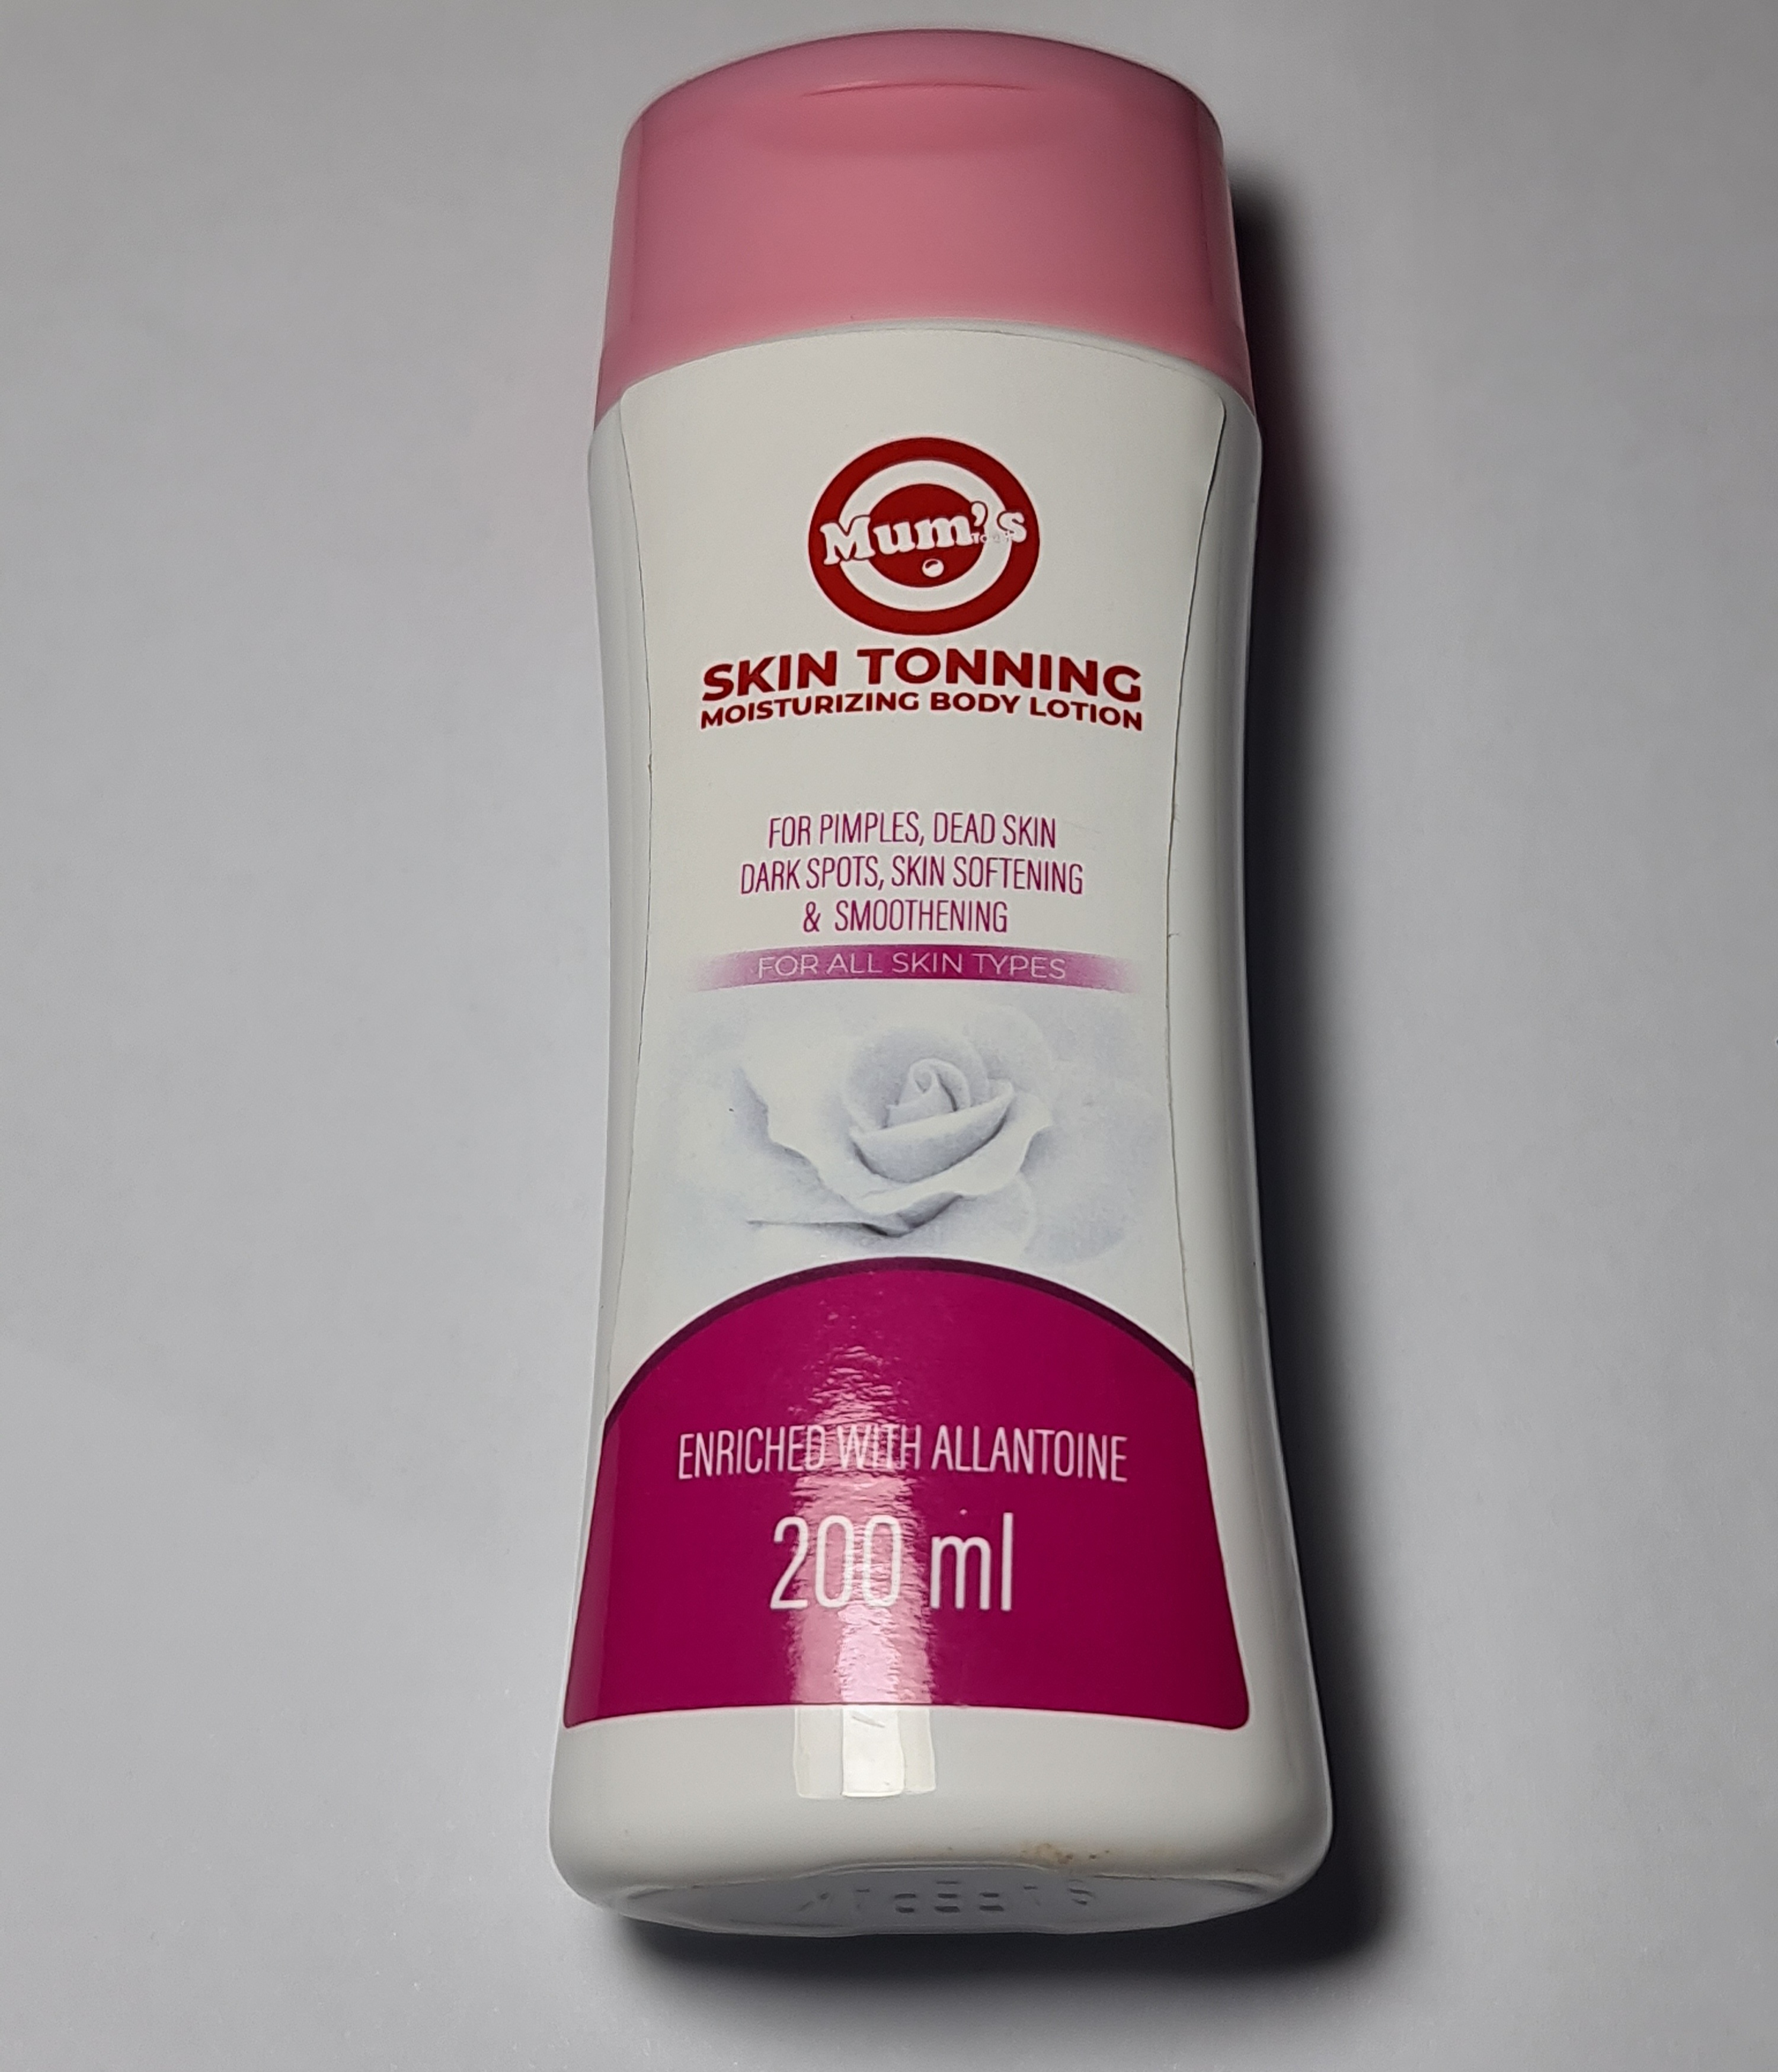 Mum's
SKIN TONNING
MOISTURIZING BODY LOTION
FOR PIMPLES, DEAD SKIN
DARK SPOTS, SKIN SOFTENING
& SMOOTHENING
FOR ALL SKIN TYPES
ENRICHED WITH ALLANTOINE
200 ml